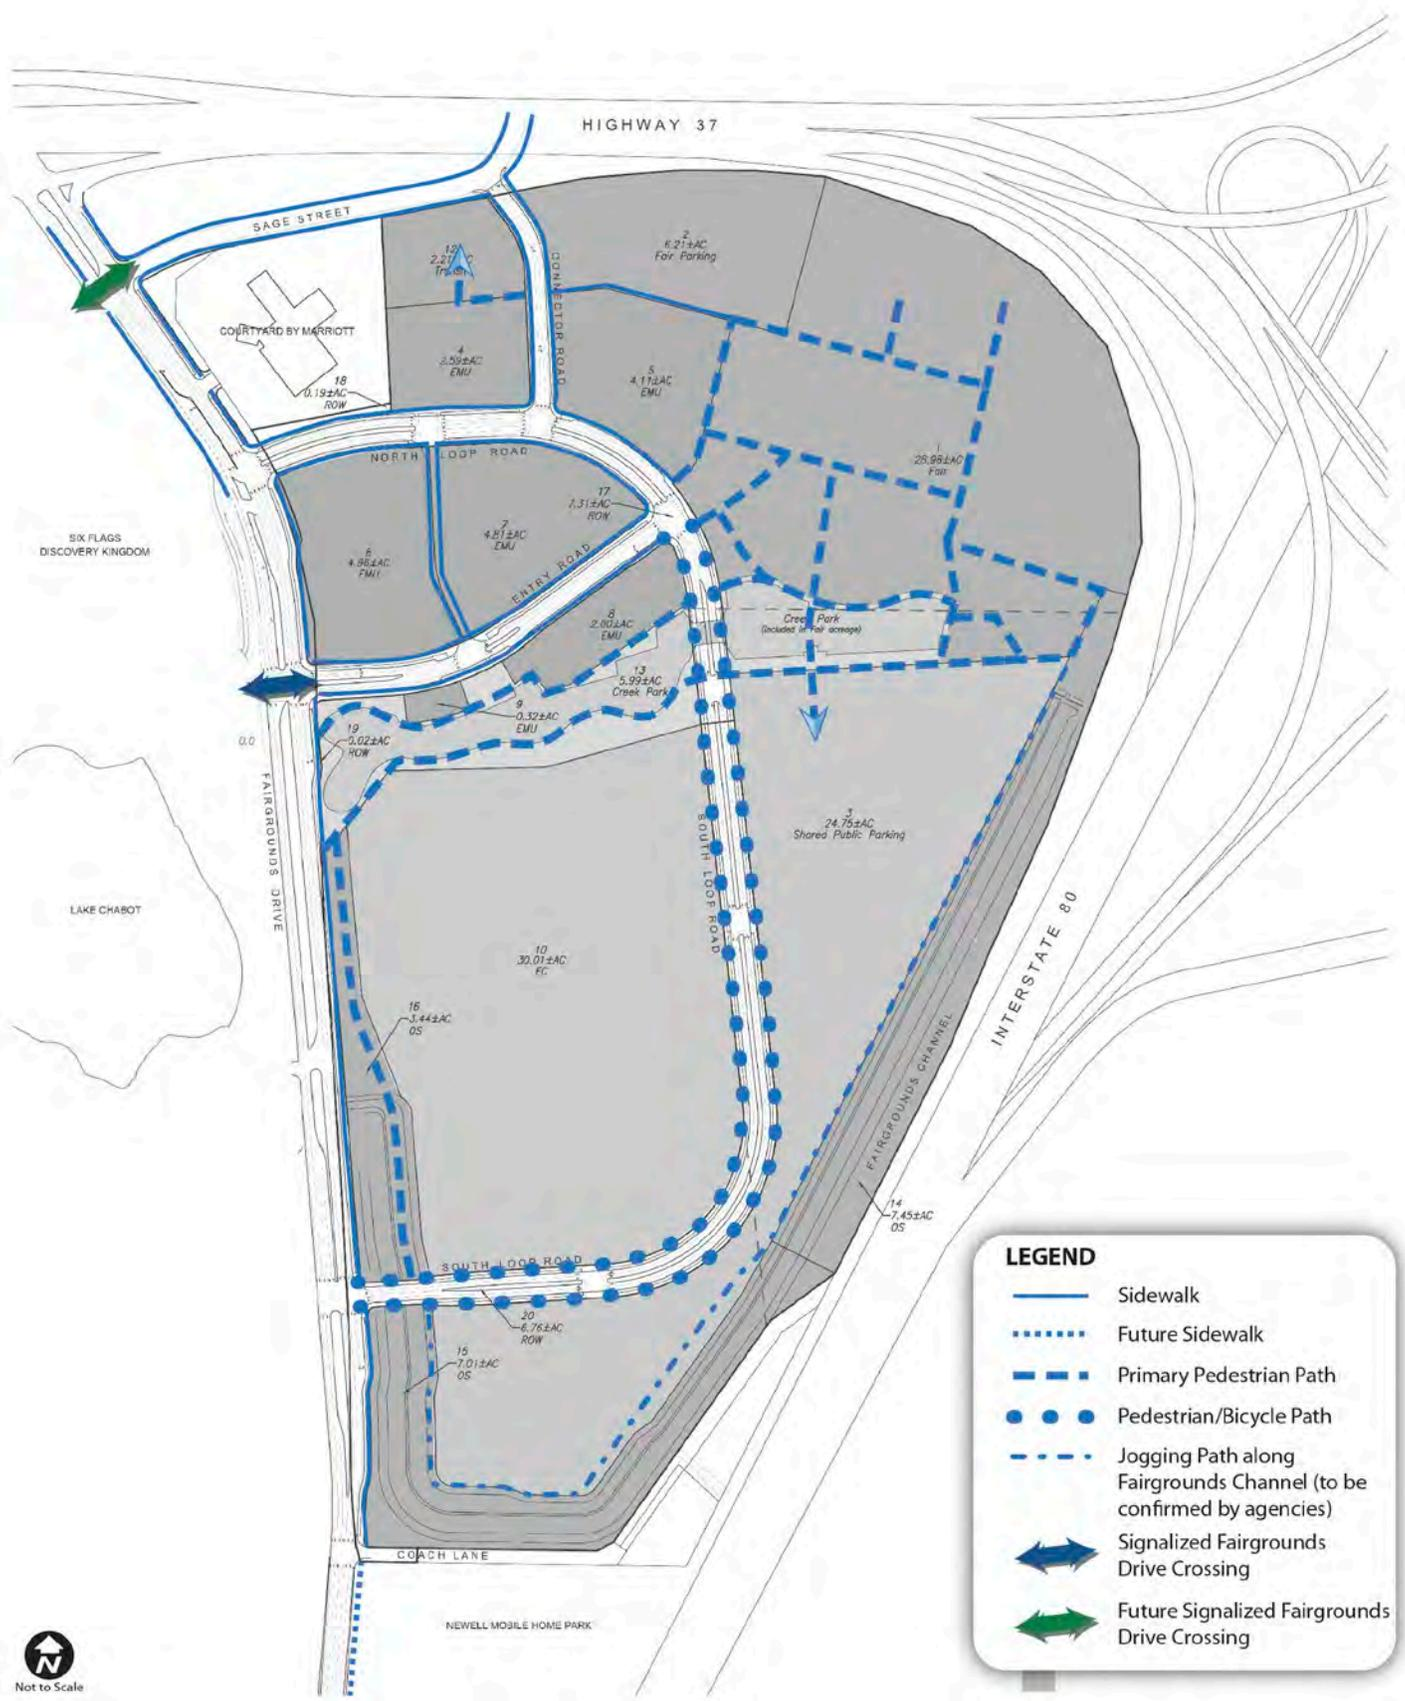 HIGHWAY 37
SAGE STREET
CONNECTOR ROAD
2
6.21±AC
Fair Parking
12
COURTYARD BY MARRIOTT
4
EMU
5
4.11±AC
EMU
18
0.19±AC
ROW
NORTH LOOP ROAD
1
28.98±AC
Fair
17
7.31±AC
ROW
7
4.81±AC
EMU
6
4.86±AC
EMU
SIX FLAGS
DISCOVERY KINGDOM
ENTRY ROAD
8
2.00±AC
EMU
Creek Park
(included in Fair acreage)
13
5.99±AC
Creek Park
9
0.32±AC
EMU
19
0.02±AC
ROW
0.0
FAIRGROUNDS DRIVE
SOUTH LOOP ROAD
3
24.75±AC
Shared Public Parking
LAKE CHABOT
10
30.01±AC
EC
INTERSTATE 80
16
3.44±AC
OS
FAIRGROUNDS CHANNEL
14
7.45±AC
OS
SOUTH LOOP ROAD
20
6.76±AC
ROW
15
7.01±AC
OS
COACH LANE
NEWELL MOBILE HOME PARK
N
Not to Scale
LEGEND
Sidewalk
Future Sidewalk
Primary Pedestrian Path
Pedestrian/Bicycle Path
Jogging Path along
Fairgrounds Channel (to be
confirmed by agencies)
Signalized Fairgrounds
Drive Crossing
Future Signalized Fairgrounds
Drive Crossing